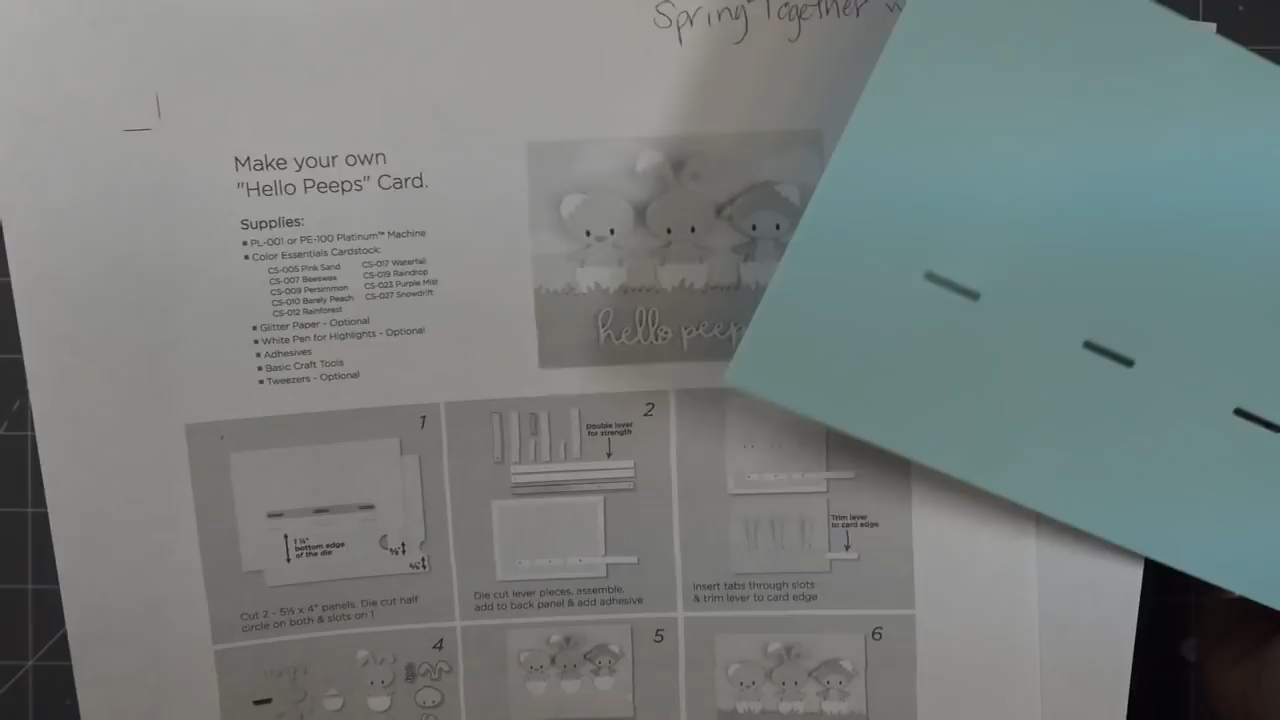 Spring Together
Make your own
"Hello Peeps" Card.
Supplies:
▪ PL-001 or PE-100 Platinum™ Machine
▪ Color Essentials Cardstock:
CS-005 Pink Sand
CS-007 Beeswax
CS-009 Persimmon
CS-010 Barely Peach
CS-012 Rainforest
CS-017 Waterfall
CS-019 Raindrop
CS-023 Purple Mist
CS-027 Snowdrift
▪ Glitter Paper - Optional
▪ White Pen for Highlights - Optional
▪ Adhesives
▪ Basic Craft Tools
▪ Tweezers - Optional
hello peep
1
bottom edge
of the die
Cut 2 - 5½ x 4" panels. Die cut half
circle on both & slots on 1
2
Double lever
for strength
Die cut lever pieces, assemble,
add to back panel & add adhesive
Trim lever
to card edge
Insert tabs through slots
& trim lever to card edge
4
5
6